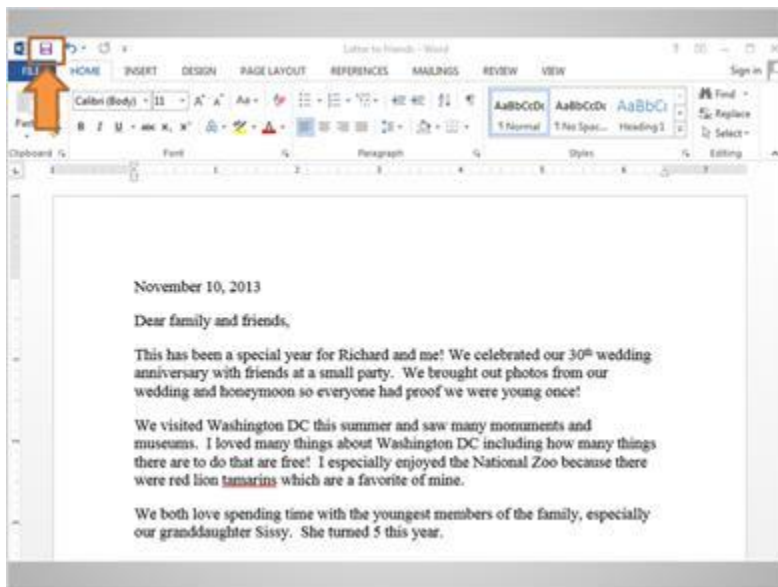 Letter to Friends - Word
HOME INSERT DESIGN PAGE LAYOUT REFERENCES MAILINGS REVIEW VIEW Sign in
Calibri (Body) 11 Aa AaBbCcDc AaBbCcDc AaBbC Find
B I U abc Replace
¶ Normal ¶ No Spac... Heading 1 Select
Clipboard Font Paragraph Styles Editing
November 10, 2013
Dear family and friends,
This has been a special year for Richard and me! We celebrated our 30th wedding
anniversary with friends at a small party. We brought out photos from our
wedding and honeymoon so everyone had proof we were young once!
We visited Washington DC this summer and saw many monuments and
museums. I loved many things about Washington DC including how many things
there are to do that are free! I especially enjoyed the National Zoo because there
were red lion tamarins which are a favorite of mine.
We both love spending time with the youngest members of the family, especially
our granddaughter Sissy. She turned 5 this year.